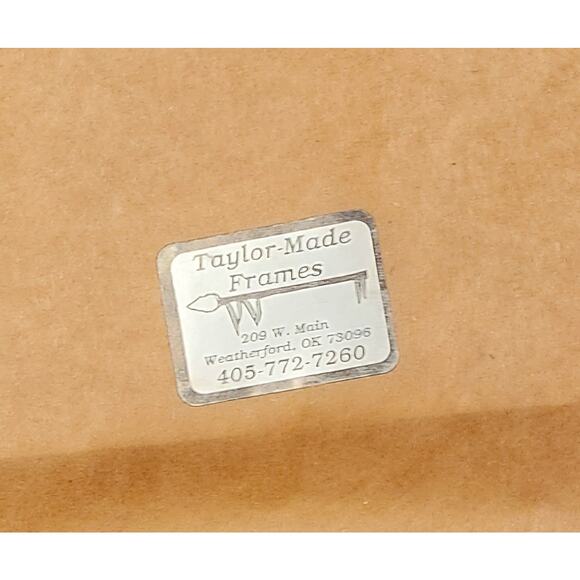 Taylor-Made
Frames
209 W. Main
Weatherford, OK 73096
405-772-7260